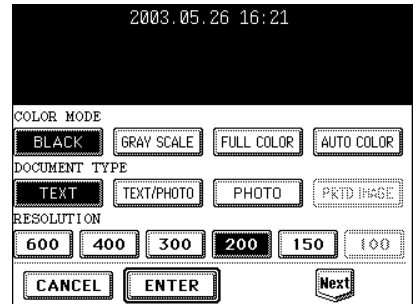 2003.05.26 16:21
COLOR MODE
BLACK GRAY SCALE FULL COLOR AUTO COLOR
DOCUMENT TYPE
TEXT TEXT/PHOTO PHOTO PRTD IMAGE
RESOLUTION
600 400 300 200 150 100
CANCEL ENTER Next